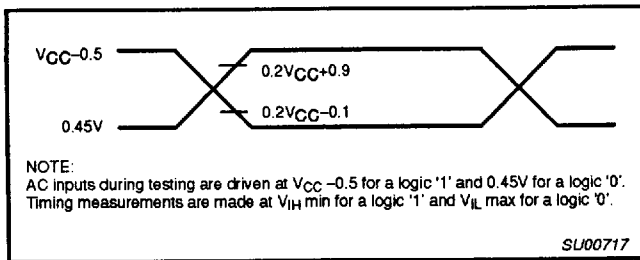 VCC–0.5
0.2VCC+0.9
0.2VCC–0.1
0.45V
NOTE:
AC inputs during testing are driven at VCC –0.5 for a logic '1' and 0.45V for a logic '0'.
Timing measurements are made at VIH min for a logic '1' and VIL max for a logic '0'.
SU00717